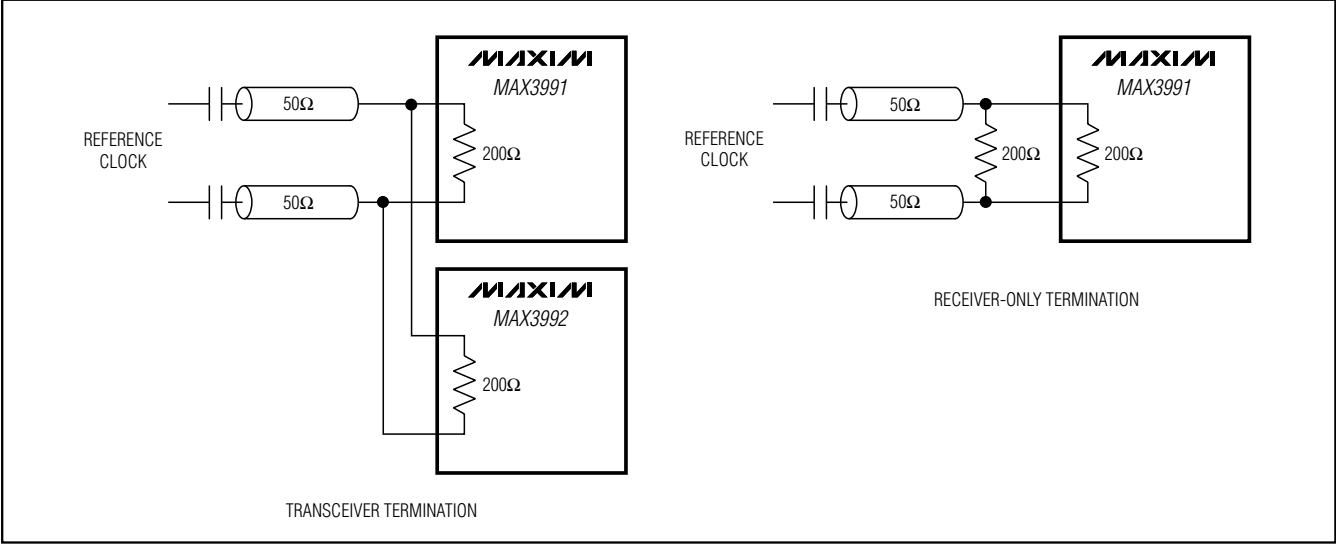 MAXIM
MAX3991
50Ω
REFERENCE
CLOCK
200Ω
50Ω
MAXIM
MAX3992
200Ω
TRANSCEIVER TERMINATION
MAXIM
MAX3991
50Ω
REFERENCE
CLOCK
200Ω
200Ω
50Ω
RECEIVER-ONLY TERMINATION